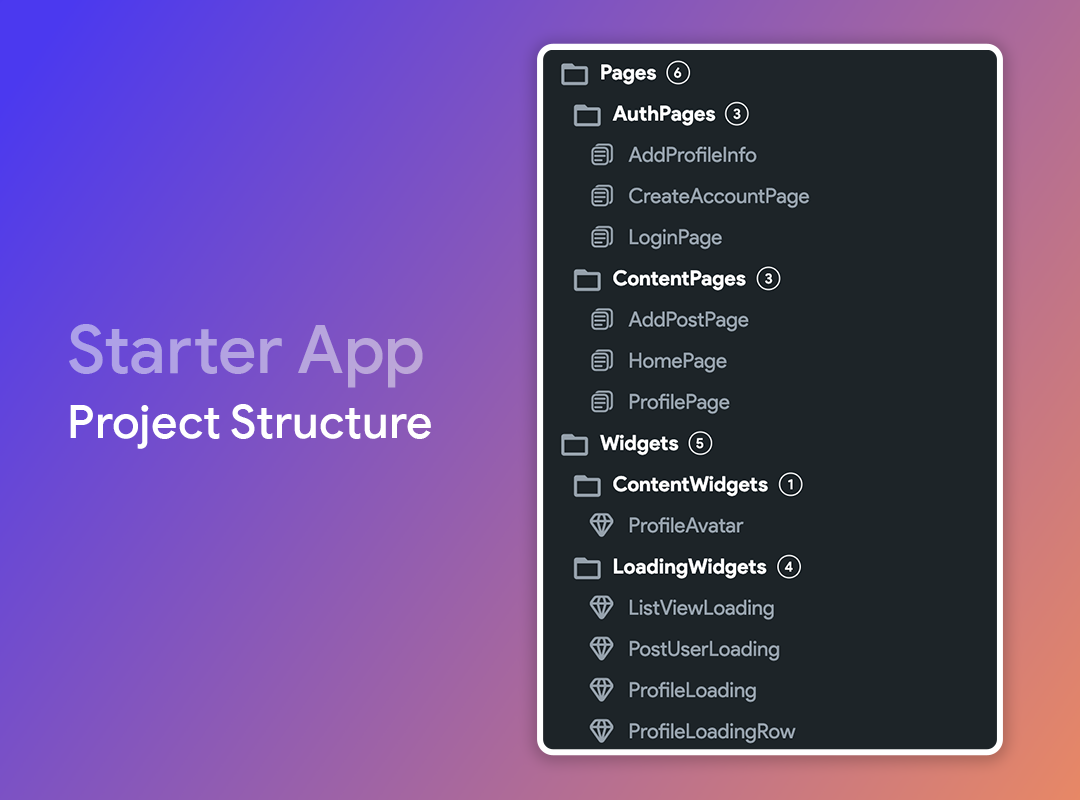 Starter App
Project Structure
Pages 6
AuthPages 3
AddProfileInfo
CreateAccountPage
LoginPage
ContentPages 3
AddPostPage
HomePage
ProfilePage
Widgets 5
ContentWidgets 1
ProfileAvatar
LoadingWidgets 4
ListViewLoading
PostUserLoading
ProfileLoading
ProfileLoadingRow